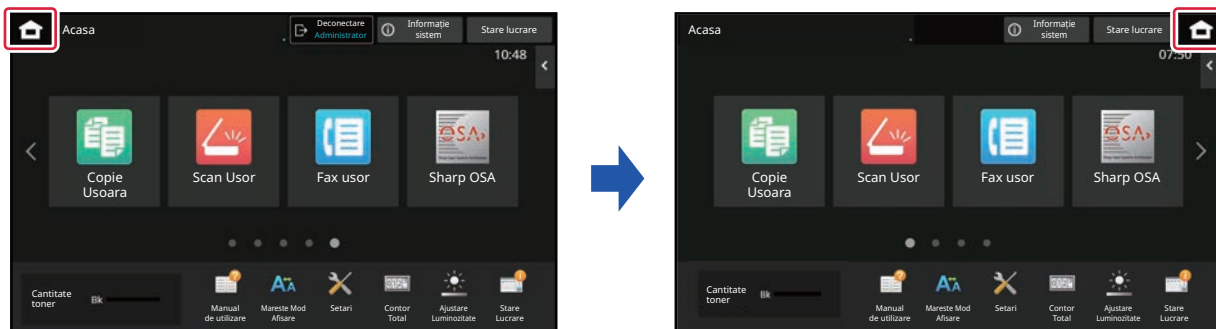 Acasa
Deconectare
Administrator
Informație
sistem
Stare lucrare
10:48
Copie
Usoara
Scan Usor
Fax usor
OSA
Sharp OSA
Cantitate
toner
Bk
Manual
de utilizare
Mareste Mod
Afisare
Setari
Contor
Total
Ajustare
Luminozitate
Stare
Lucrare
Acasa
Informație
sistem
Stare lucrare
07:50
Copie
Usoara
Scan Usor
Fax usor
OSA
Sharp OSA
Cantitate
toner
Bk
Manual
de utilizare
Mareste Mod
Afisare
Setari
Contor
Total
Ajustare
Luminozitate
Stare
Lucrare